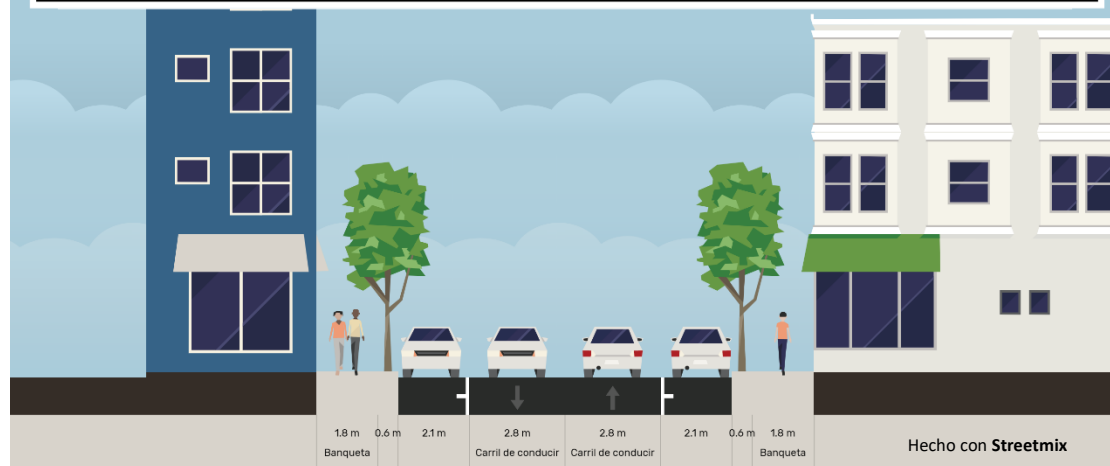 1.8 m 0.6 m 2.1 m 2.8 m 2.8 m 2.1 m 0.6 m 1.8 m
Banqueta Carril de conducir Carril de conducir Banqueta
Hecho con Streetmix